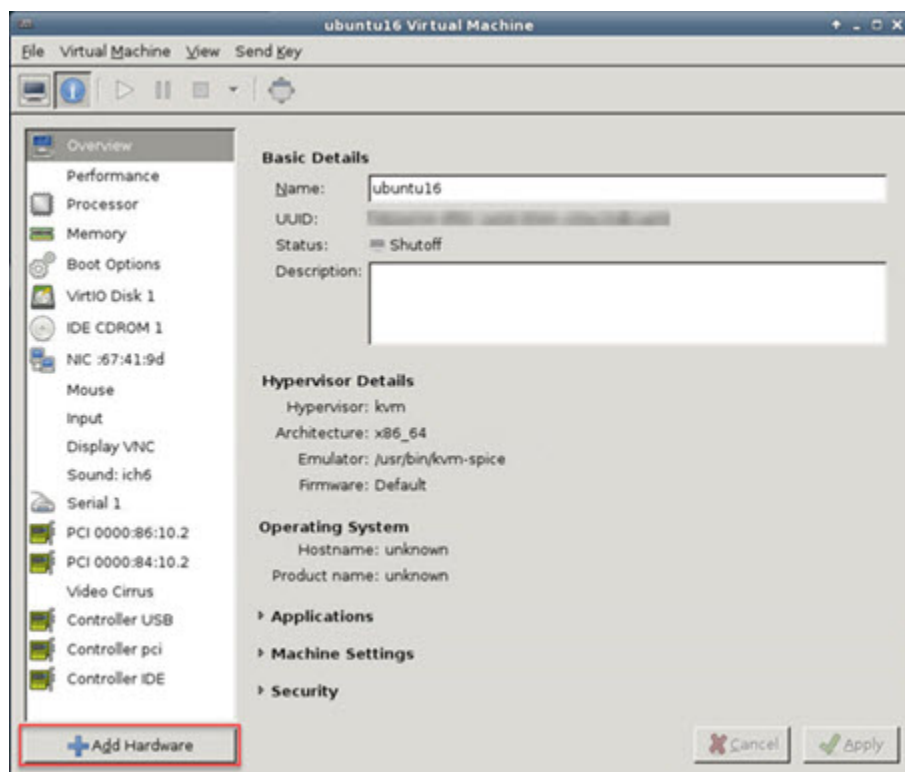 ubuntu16 Virtual Machine
File Virtual Machine View Send Key
Overview
Performance
Processor
Memory
Boot Options
VirtIO Disk 1
IDE CDROM 1
NIC :67:41:9d
Mouse
Input
Display VNC
Sound: ich6
Serial 1
PCI 0000:86:10.2
PCI 0000:84:10.2
Video Cirrus
Controller USB
Controller pci
Controller IDE
Add Hardware
Basic Details
Name: ubuntu16
UUID:
Status: Shutoff
Description:
Hypervisor Details
Hypervisor: kvm
Architecture: x86_64
Emulator: /usr/bin/kvm-spice
Firmware: Default
Operating System
Hostname: unknown
Product name: unknown
Applications
Machine Settings
Security
Cancel Apply